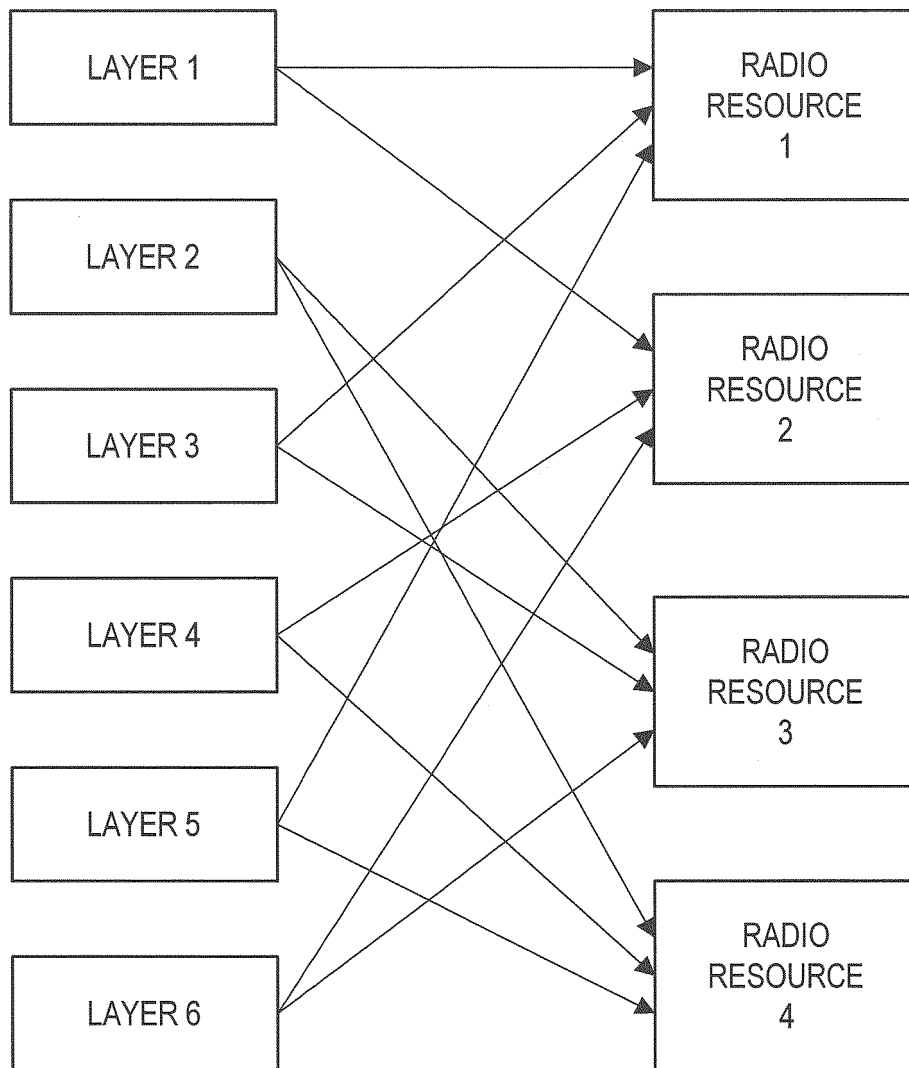 LAYER 1
LAYER 2
LAYER 3
LAYER 4
LAYER 5
LAYER 6
RADIO
RESOURCE
1
RADIO
RESOURCE
2
RADIO
RESOURCE
3
RADIO
RESOURCE
4